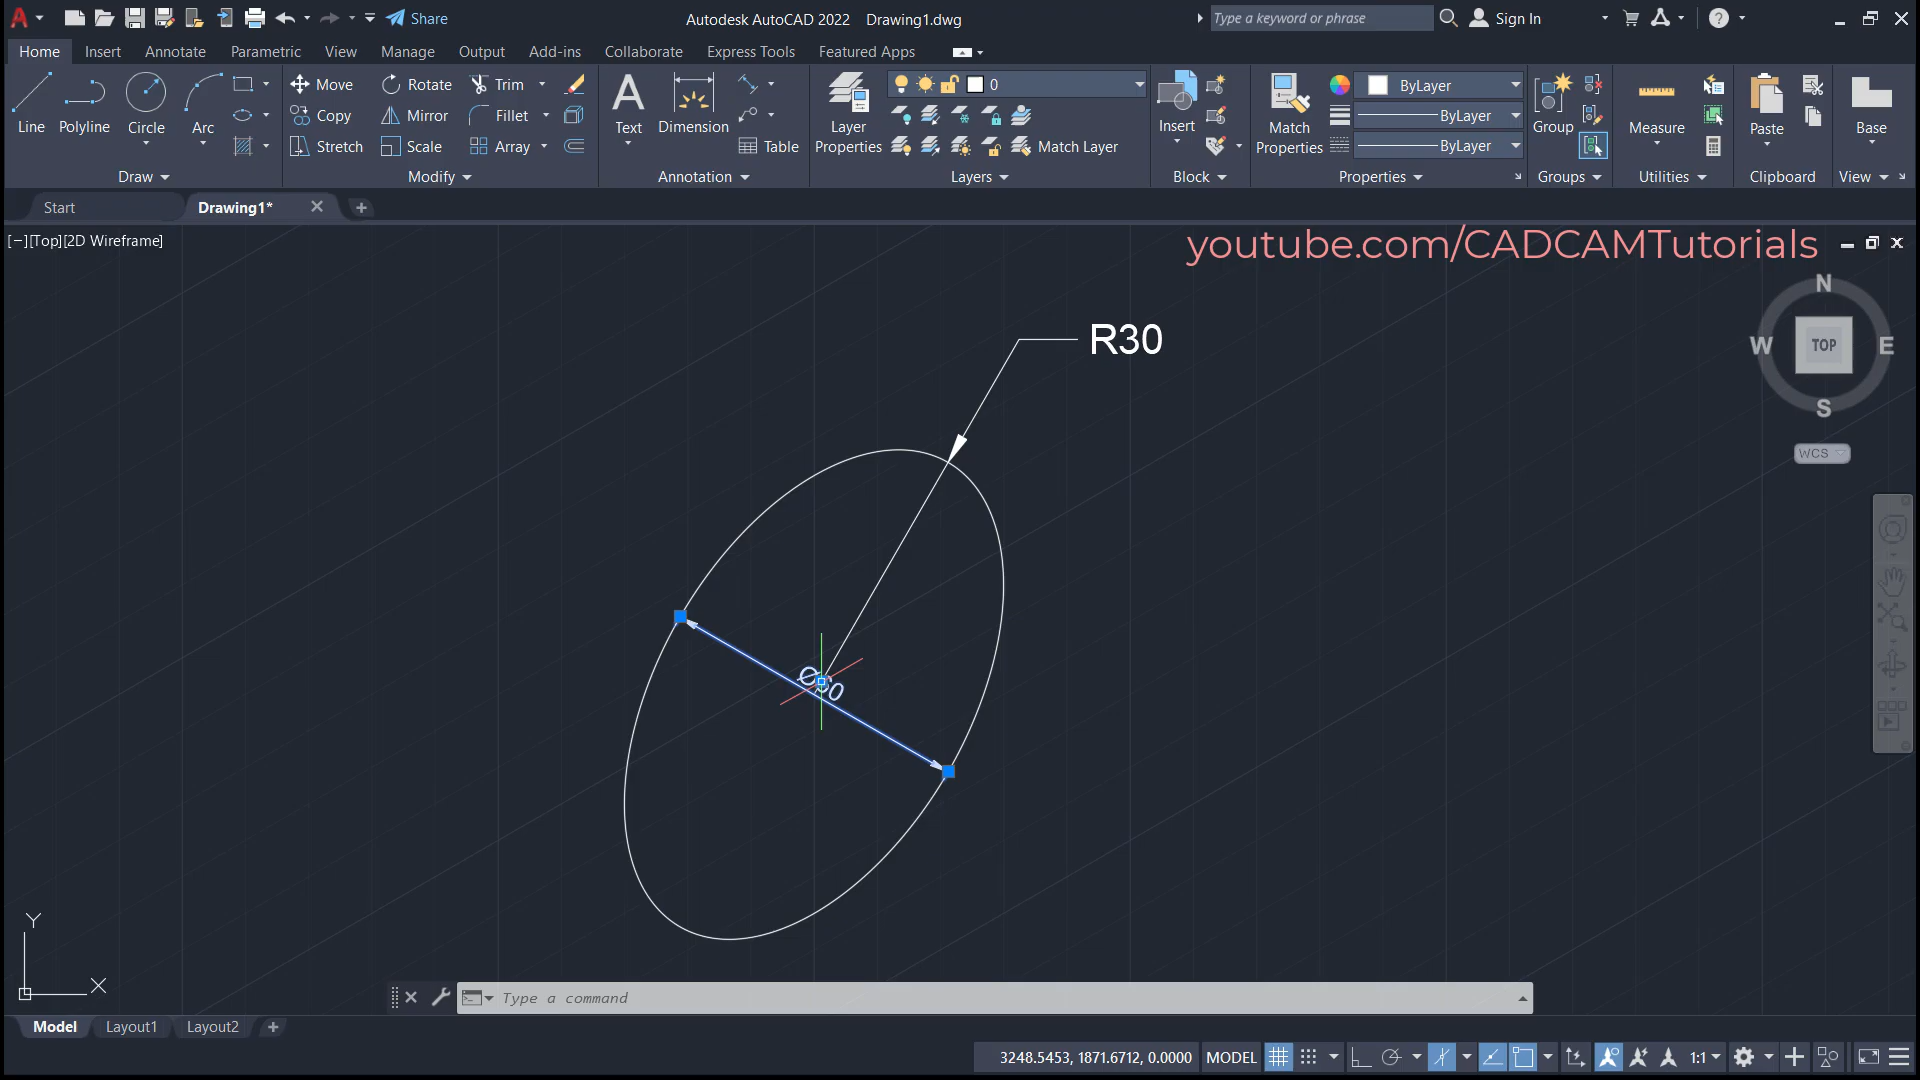 Share
Autodesk AutoCAD 2022 Drawing1.dwg
Type a keyword or phrase
Sign In
Home Insert Annotate Parametric View Manage Output Add-ins Collaborate Express Tools Featured Apps
Line Polyline Circle Arc
Draw
Move Rotate Trim
Copy Mirror Fillet
Stretch Scale Array
Modify
Text Dimension Table
Annotation
Layer Properties
0
Match Layer
Layers
Insert
Block
Match Properties
ByLayer
ByLayer
ByLayer
Properties
Group
Groups
Measure
Utilities
Paste
Clipboard
Base
View
Start Drawing1*
[−][Top][2D Wireframe]
youtube.com/CADCAMTutorials
N
W TOP E
S
WCS
R30
Y
X
Type a command
Model Layout1 Layout2
3248.5453, 1871.6712, 0.0000 MODEL 1:1